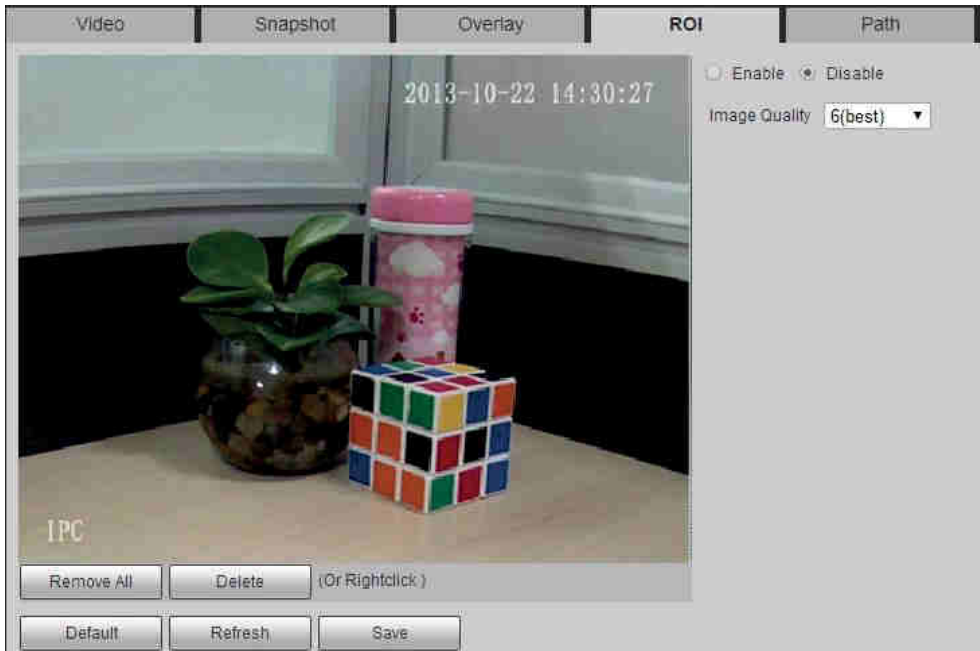 Video Snapshot Overlay ROI Path
2013-10-22 14:30:27
Enable Disable
Image Quality 6(best)
IPC
Remove All Delete (Or Rightclick )
Default Refresh Save